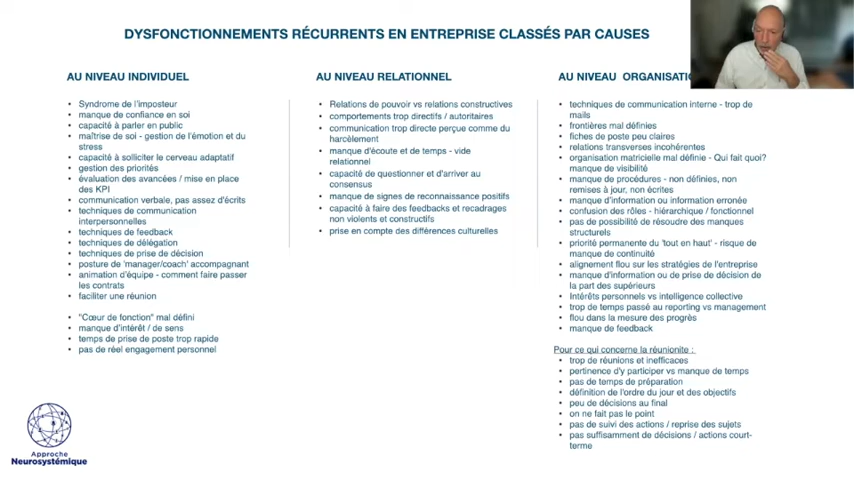 DYSFONCTIONNEMENTS RÉCURRENTS EN ENTREPRISE CLASSÉS PAR CAUSES
AU NIVEAU INDIVIDUEL
• Syndrome de l'imposteur
• manque de confiance en soi
• capacité à parler en public
• maîtrise de soi - gestion de l'émotion et du
stress
• capacité à solliciter le cerveau adaptatif
• gestion des priorités
• évaluation des avancées / mise en place
des KPI
• communication verbale, pas assez d'écrits
• techniques de communication
interpersonnelles
• techniques de feedback
• techniques de délégation
• techniques de prise de décision
• posture de 'manager/coach' accompagnant
• animation d'équipe - comment faire passer
les contrats
• faciliter une réunion
• "Cœur de fonction" mal défini
• manque d'intérêt / de sens
• temps de prise de poste trop rapide
• pas de réel engagement personnel
AU NIVEAU RELATIONNEL
• Relations de pouvoir vs relations constructives
• comportements trop directifs / autoritaires
• communication trop directe perçue comme du
harcèlement
• manque d'écoute et de temps - vide
relationnel
• capacité de questionner et d'arriver au
consensus
• manque de signes de reconnaissance positifs
• capacité à faire des feedbacks et recadrages
non violents et constructifs
• prise en compte des différences culturelles
AU NIVEAU ORGANISATIO
• techniques de communication interne - trop de
mails
• frontières mal définies
• fiches de poste peu claires
• relations transverses incohérentes
• organisation matricielle mal définie - Qui fait quoi?
manque de visibilité
• manque de procédures - non définies, non
remises à jour, non écrites
• manque d'information ou information erronée
• confusion des rôles - hiérarchique / fonctionnel
• pas de possibilité de résoudre des manques
structurels
• priorité permanente du 'tout en haut' - risque de
manque de continuité
• alignement flou sur les stratégies de l'entreprise
• manque d'information ou de prise de décision de
la part des supérieurs
• Intérêts personnels vs intelligence collective
• trop de temps passé au reporting vs management
• flou dans la mesure des progrès
• manque de feedback
Pour ce qui concerne la réunionite :
• trop de réunions et inefficaces
• pertinence d'y participer vs manque de temps
• pas de temps de préparation
• définition de l'ordre du jour et des objectifs
• peu de décisions au final
• on ne fait pas le point
• pas de suivi des actions / reprise des sujets
• pas suffisamment de décisions / actions court-
terme
Approche
Neurosystémique